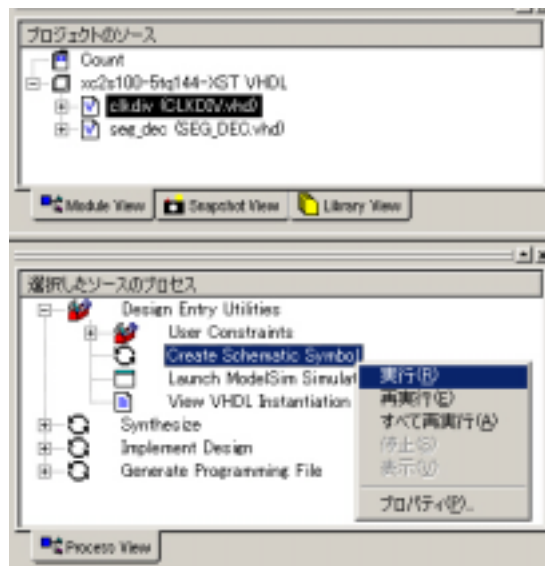 プロジェクトのソース
Count
xc2s100-5tq144-XST VHDL
clkdiv (CLKDIV.vhd)
seg_dec (SEG_DEC.vhd)
Module View Snapshot View Library View
選択したソースのプロセス
Design Entry Utilities
User Constraints
Create Schematic Symbol
Launch ModelSim Simulat
View VHDL Instantiation
Synthesize
Implement Design
Generate Programming File
実行(R)
再実行(E)
すべて再実行(A)
停止(S)
表示(V)
プロパティ(P)...
Process View